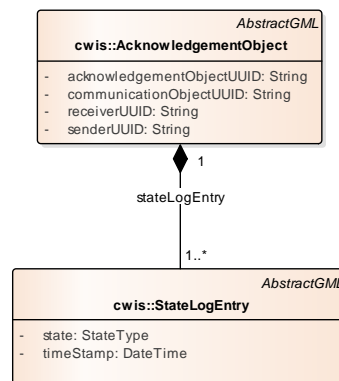 AbstractGML
cwis::AcknowledgementObject
- acknowledgementObjectUUID: String
- communicationObjectUUID: String
- receiverUUID: String
- senderUUID: String
1
stateLogEntry
1..*
AbstractGML
cwis::StateLogEntry
- state: StateType
- timeStamp: DateTime